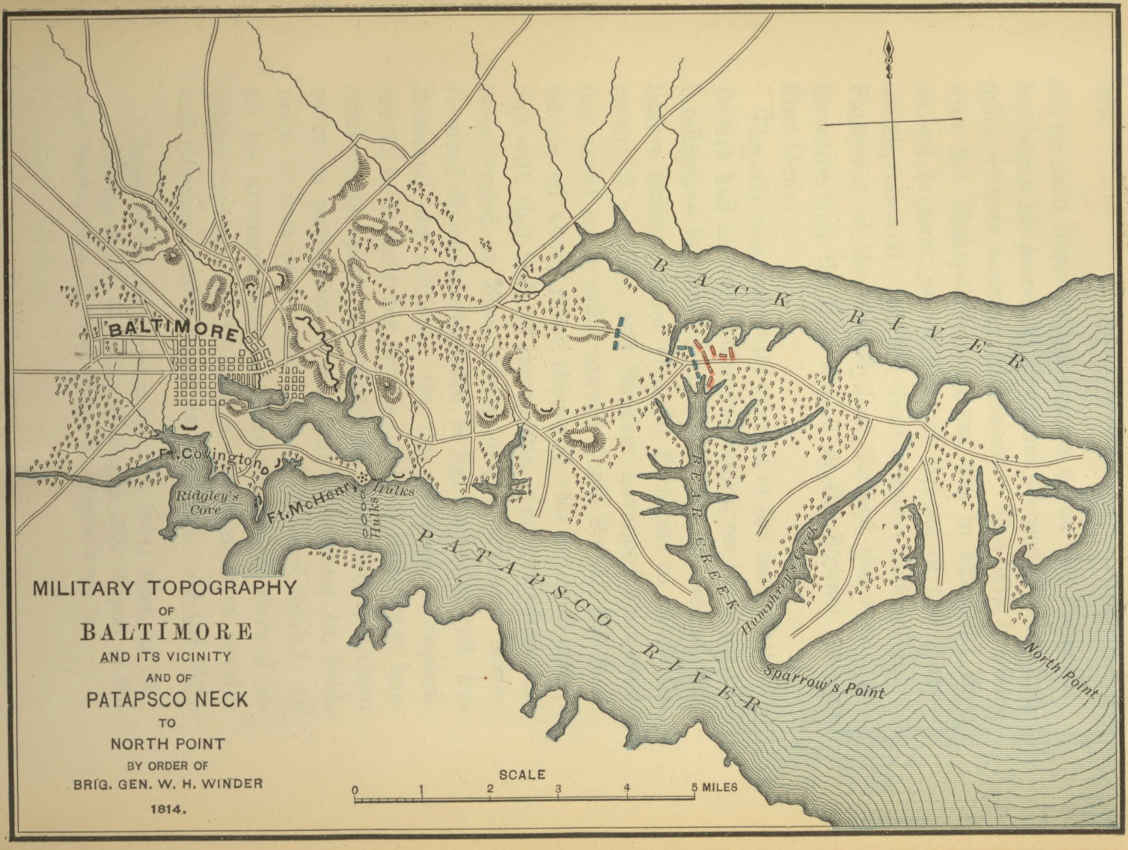 BACK RIVER
BALTIMORE
Ft. Covington
Ridgley's
Cove
Ft. McHenry
Hulks
Hulks
BEAR CREEK
PATAPSCO RIVER
Humphrey's Creek
Sparrow's Point
North Point
MILITARY TOPOGRAPHY
OF
BALTIMORE
AND ITS VICINITY
AND OF
PATAPSCO NECK
TO
NORTH POINT
BY ORDER OF
BRIG. GEN. W. H. WINDER
1814.
SCALE
0 1 2 3 4 5 MILES